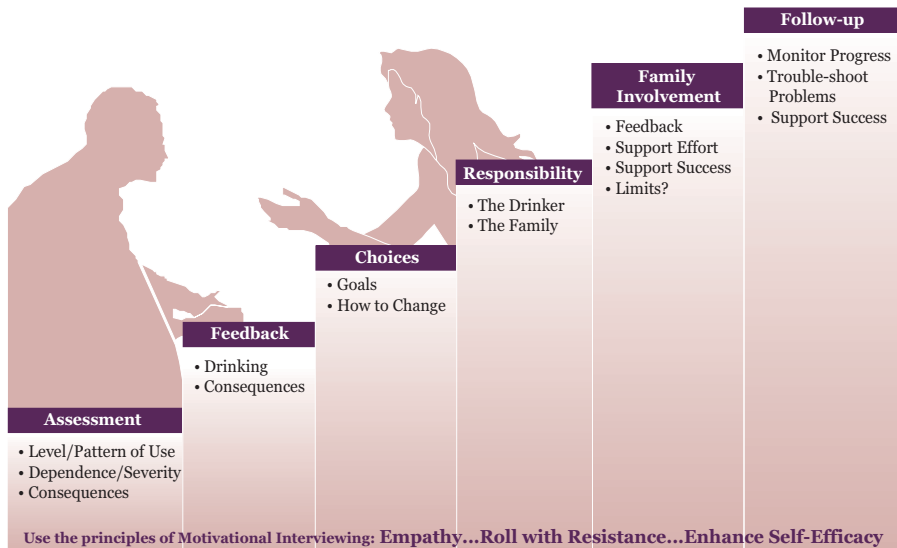 Assessment
• Level/Pattern of Use
• Dependence/Severity
• Consequences
Feedback
• Drinking
• Consequences
Choices
• Goals
• How to Change
Responsibility
• The Drinker
• The Family
Family
Involvement
• Feedback
• Support Effort
• Support Success
• Limits?
Follow-up
• Monitor Progress
• Trouble-shoot
Problems
• Support Success
Use the principles of Motivational Interviewing: Empathy...Roll with Resistance...Enhance Self-Efficacy